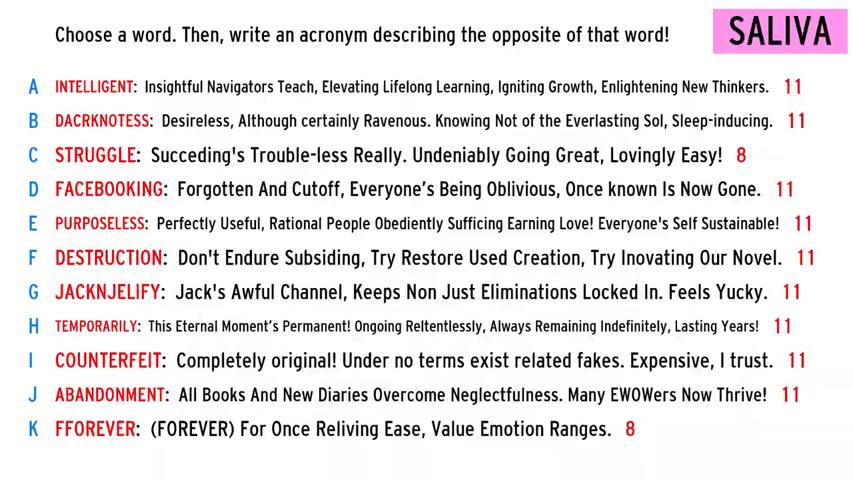 Choose a word. Then, write an acronym describing the opposite of that word!
SALIVA
A INTELLIGENT: Insightful Navigators Teach, Elevating Lifelong Learning, Igniting Growth, Enlightening New Thinkers. 11
B DACRKNOTESS: Desireless, Although certainly Ravenous. Knowing Not of the Everlasting Sol, Sleep-inducing. 11
C STRUGGLE: Succeding's Trouble-less Really. Undeniably Going Great, Lovingly Easy! 8
D FACEBOOKING: Forgotten And Cutoff, Everyone's Being Oblivious, Once known Is Now Gone. 11
E PURPOSELESS: Perfectly Useful, Rational People Obediently Sufficing Earning Love! Everyone's Self Sustainable! 11
F DESTRUCTION: Don't Endure Subsiding, Try Restore Used Creation, Try Inovating Our Novel. 11
G JACKNJELIFY: Jack's Awful Channel, Keeps Non Just Eliminations Locked In. Feels Yucky. 11
H TEMPORARILY: This Eternal Moment's Permanent! Ongoing Reltentlessly, Always Remaining Indefinitely, Lasting Years! 11
I COUNTERFEIT: Completely original! Under no terms exist related fakes. Expensive, I trust. 11
J ABANDONMENT: All Books And New Diaries Overcome Neglectfulness. Many EWOWers Now Thrive! 11
K FFOREVER: (FOREVER) For Once Reliving Ease, Value Emotion Ranges. 8